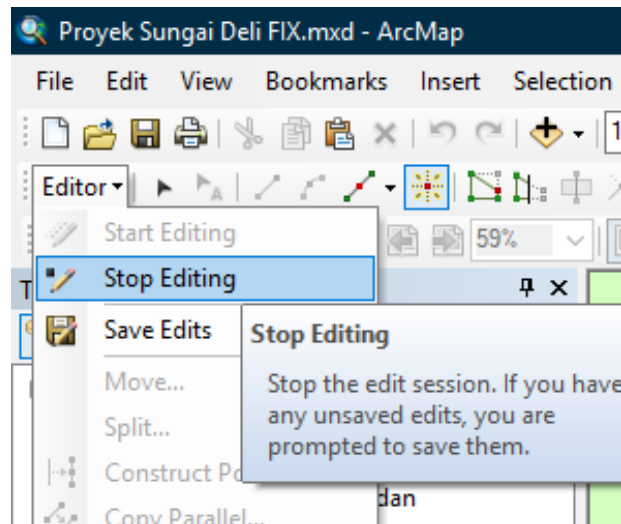 Proyek Sungai Deli FIX.mxd - ArcMap
File Edit View Bookmarks Insert Selection
Editor
Start Editing
59%
Stop Editing
Save Edits
Stop Editing
Stop the edit session. If you have
any unsaved edits, you are
prompted to save them.
Move...
Split...
Construct
Copy Parallel...
dan